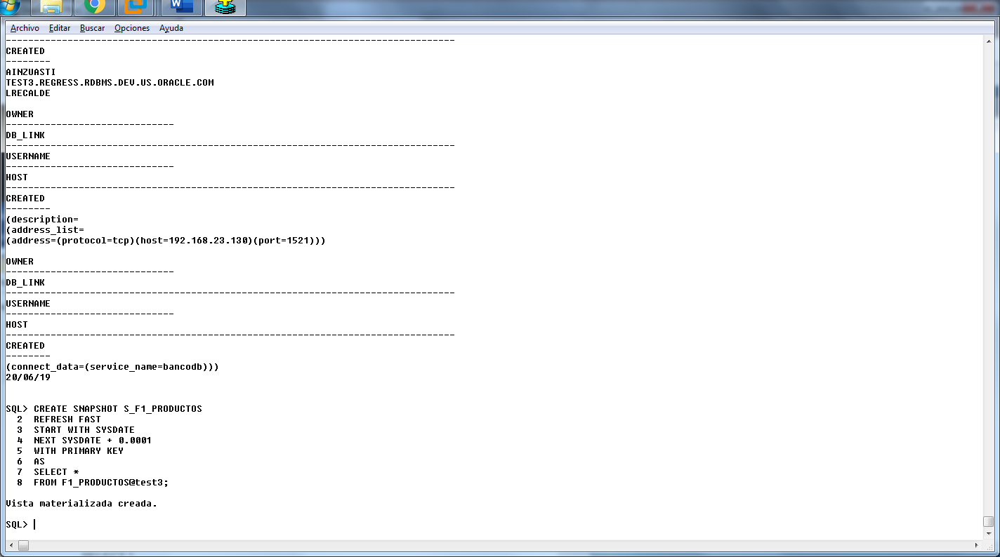 Archivo Editar Buscar Opciones Ayuda
--------------------------------------------------------------------------------
CREATED
--------
AINZUASTI
TEST3.REGRESS.RDBMS.DEV.US.ORACLE.COM
LRECALDE
OWNER
------------------------------
DB_LINK
--------------------------------------------------------------------------------
USERNAME
------------------------------
HOST
--------------------------------------------------------------------------------
CREATED
--------
(description=
(address_list=
(address=(protocol=tcp)(host=192.168.23.130)(port=1521)))
OWNER
------------------------------
DB_LINK
--------------------------------------------------------------------------------
USERNAME
------------------------------
HOST
--------------------------------------------------------------------------------
CREATED
--------
(connect_data=(service_name=bancodb)))
20/06/19
SQL> CREATE SNAPSHOT S_F1_PRODUCTOS
2 REFRESH FAST
3 START WITH SYSDATE
4 NEXT SYSDATE + 0.0001
5 WITH PRIMARY KEY
6 AS
7 SELECT *
8 FROM F1_PRODUCTOS@test3;
Vista materializada creada.
SQL>